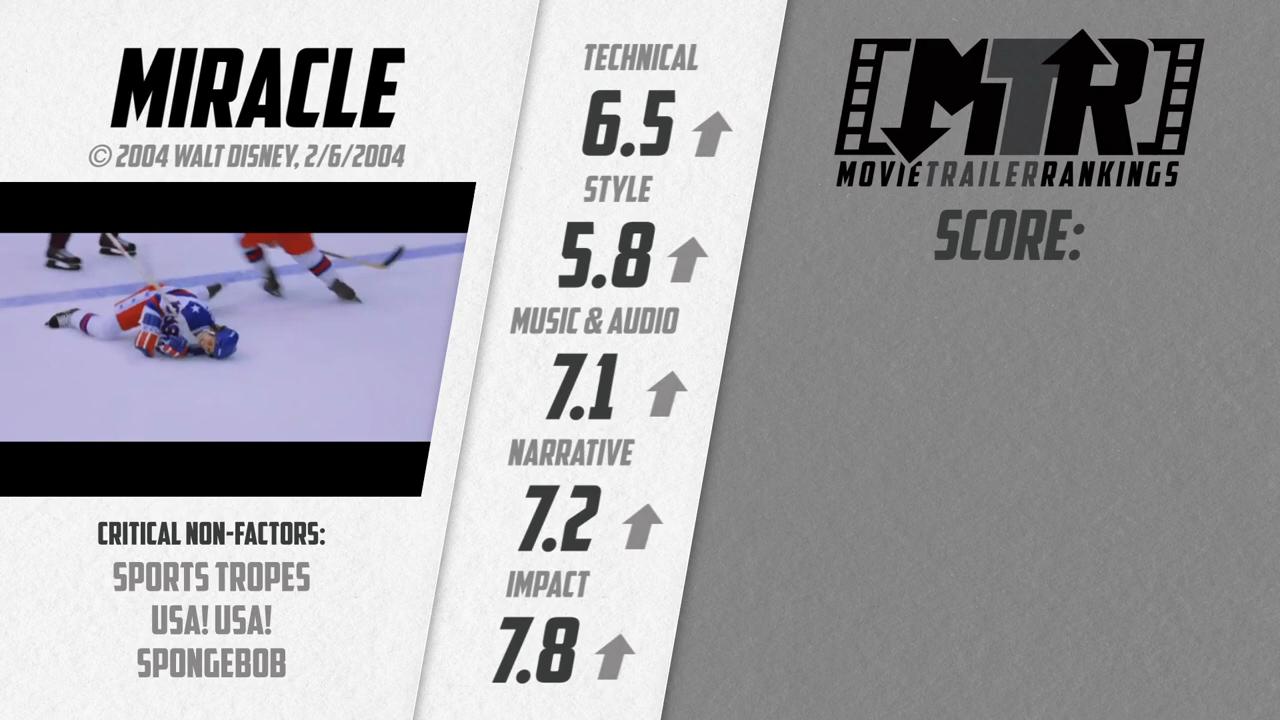 MIRACLE
© 2004 WALT DISNEY, 2/6/2004
CRITICAL NON-FACTORS:
SPORTS TROPES
USA! USA!
SPONGEBOB
TECHNICAL
6.5
STYLE
5.8
MUSIC & AUDIO
7.1
NARRATIVE
7.2
IMPACT
7.8
[MTR]
MOVIETRAILERRANKINGS
SCORE: